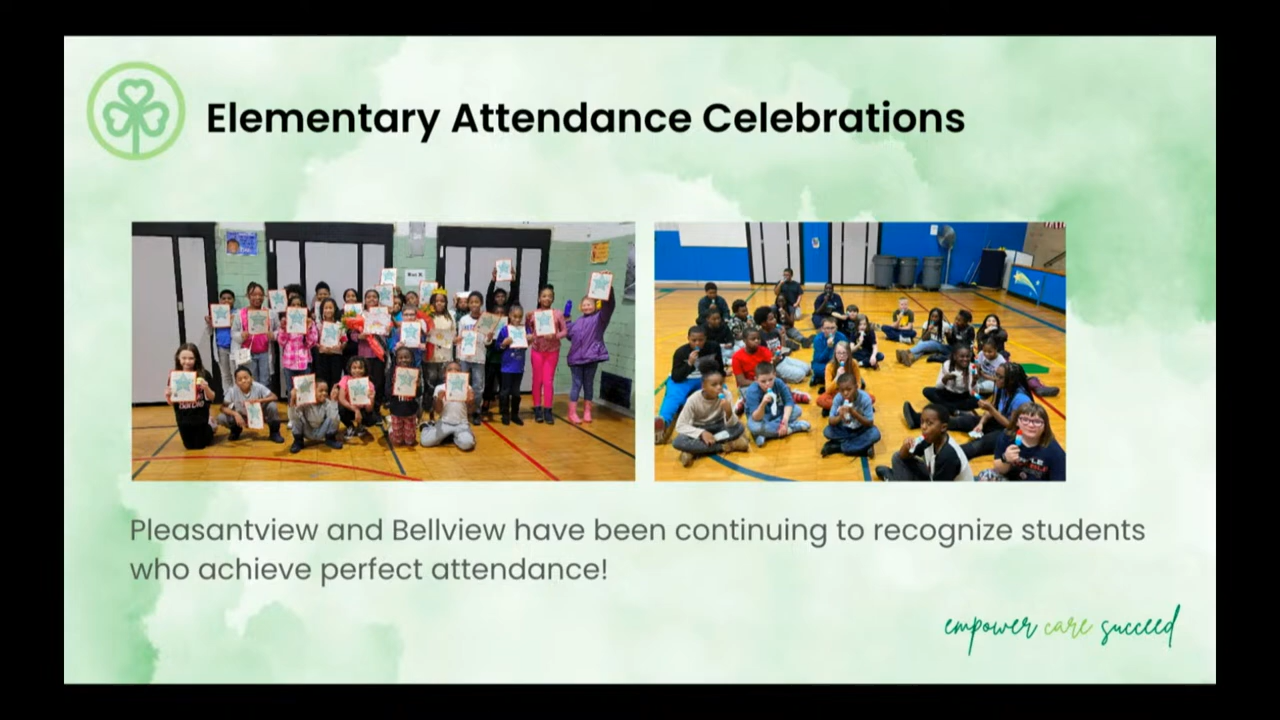 Elementary Attendance Celebrations
Pleasantview and Bellview have been continuing to recognize students
who achieve perfect attendance!
empower care succeed